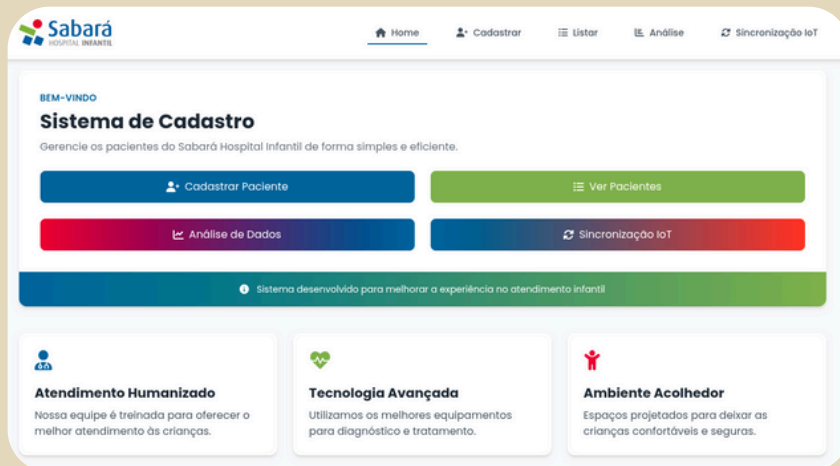 Sabará
HOSPITAL INFANTIL
Home
Cadastrar
Listar
Análise
Sincronização IoT
BEM-VINDO
Sistema de Cadastro
Gerencie os pacientes do Sabará Hospital Infantil de forma simples e eficiente.
Cadastrar Paciente
Ver Pacientes
Análise de Dados
Sincronização IoT
Sistema desenvolvido para melhorar a experiência no atendimento infantil
Atendimento Humanizado
Nossa equipe é treinada para oferecer o
melhor atendimento às crianças.
Tecnologia Avançada
Utilizamos os melhores equipamentos
para diagnóstico e tratamento.
Ambiente Acolhedor
Espaços projetados para deixar as
crianças confortáveis e seguras.